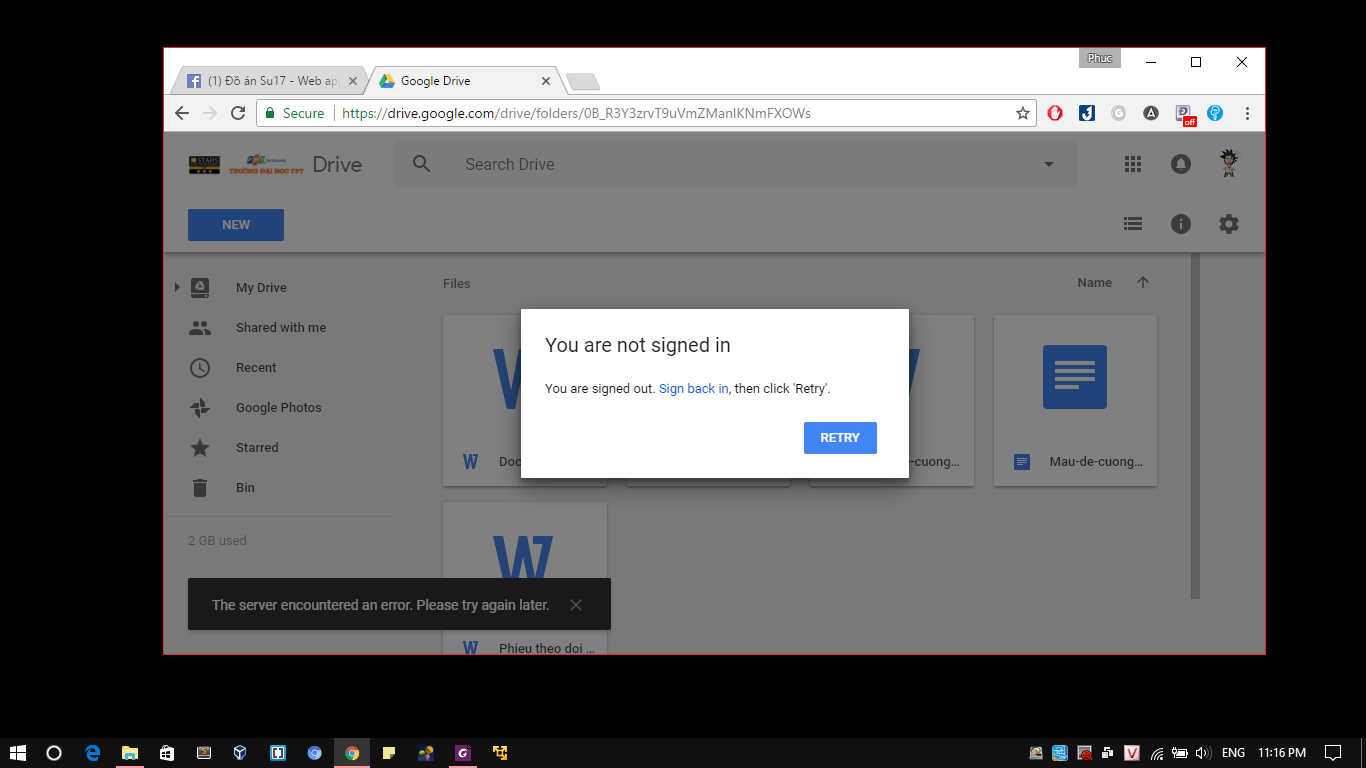 Phuc
(1) Đồ án Su17 - Web ap
Google Drive
Secure
https://drive.google.com/drive/folders/0B_R3Y3zrvT9uVmZManlKNmFXOWs
off
STARS
TRƯỜNG ĐẠI HỌC FPT
Drive
Search Drive
NEW
My Drive
Shared with me
Recent
Google Photos
Starred
Bin
2 GB used
Files
Name
You are not signed in
You are signed out. Sign back in, then click 'Retry'.
RETRY
Doc
-cuong...
Mau-de-cuong...
The server encountered an error. Please try again later.
Phieu theo doi ...
ENG
11:16 PM